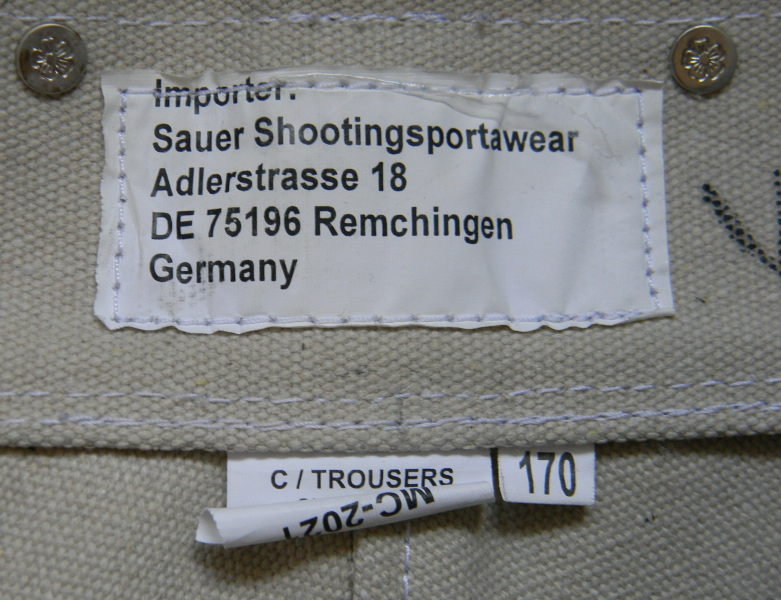 Importer:
Sauer Shootingsportawear
Adlerstrasse 18
DE 75196 Remchingen
Germany
C / TROUSERS
170
MC-2021